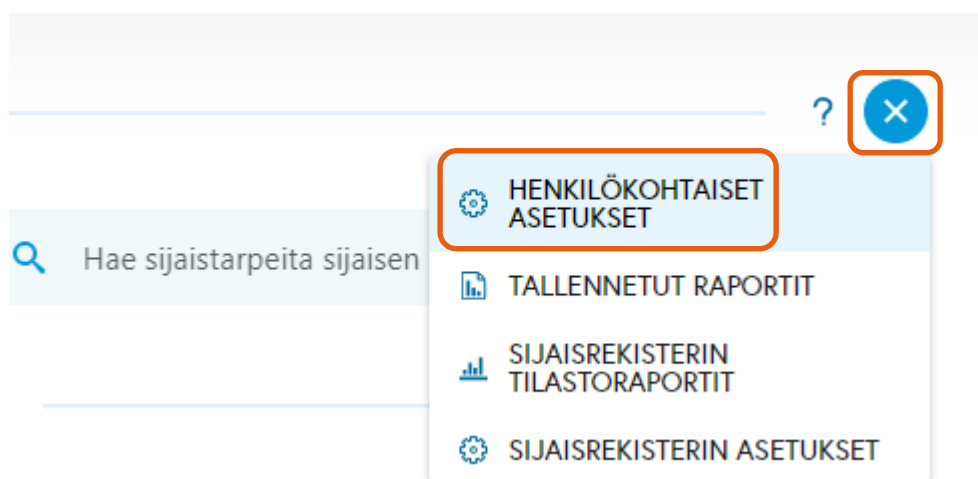 ?
HENKILÖKOHTAISET
ASETUKSET
Hae sijaistarpeita sijaisen
TALLENNETUT RAPORTIT
SIJAISREKISTERIN
TILASTORAPORTIT
SIJAISREKISTERIN ASETUKSET